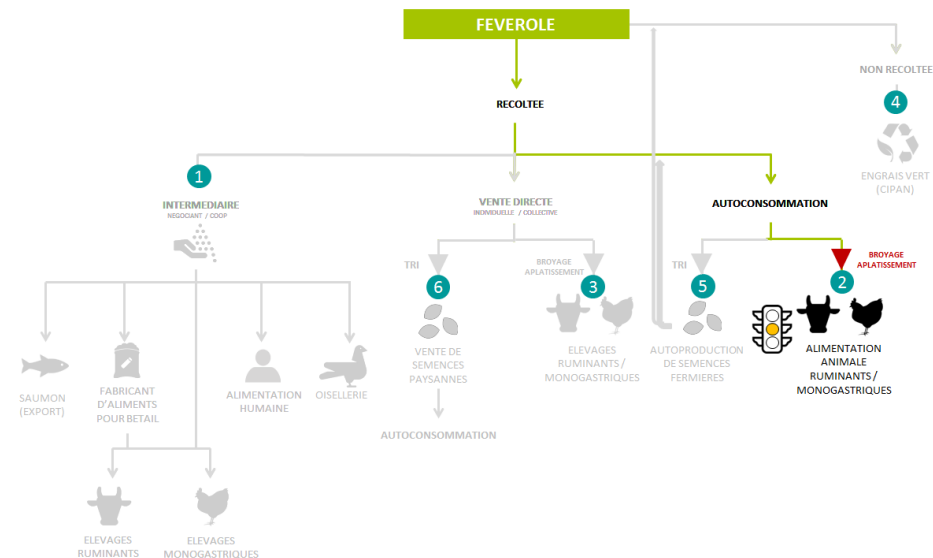 FEVEROLE
NON RECOLTEE
4
ENGRAIS VERT
(CIPAN)
RECOLTEE
1
INTERMEDIAIRE
NEGOCIANT / COOP
VENTE DIRECTE
INDIVIDUELLE / COLLECTIVE
AUTOCONSOMMATION
TRI
6
VENTE DE
SEMENCES
PAYSANNES
AUTOCONSOMMATION
BROYAGE
APLATISSEMENT
3
ELEVAGES
RUMINANTS/
MONOGASTRIQUES
TRI
5
AUTOPRODUCTION
DE SEMENCES
FERMIERES
BROYAGE
APLATISSEMENT
2
ALIMENTATION
ANIMALE
RUMINANTS/
MONOGASTRIQUES
SAUMON
(EXPORT)
FABRICANT
D'ALIMENTS
POUR BETAIL
ALIMENTATION
HUMAINE
OISELLERIE
ELEVAGES
RUMINANTS
ELEVAGES
MONOGASTRIQUES